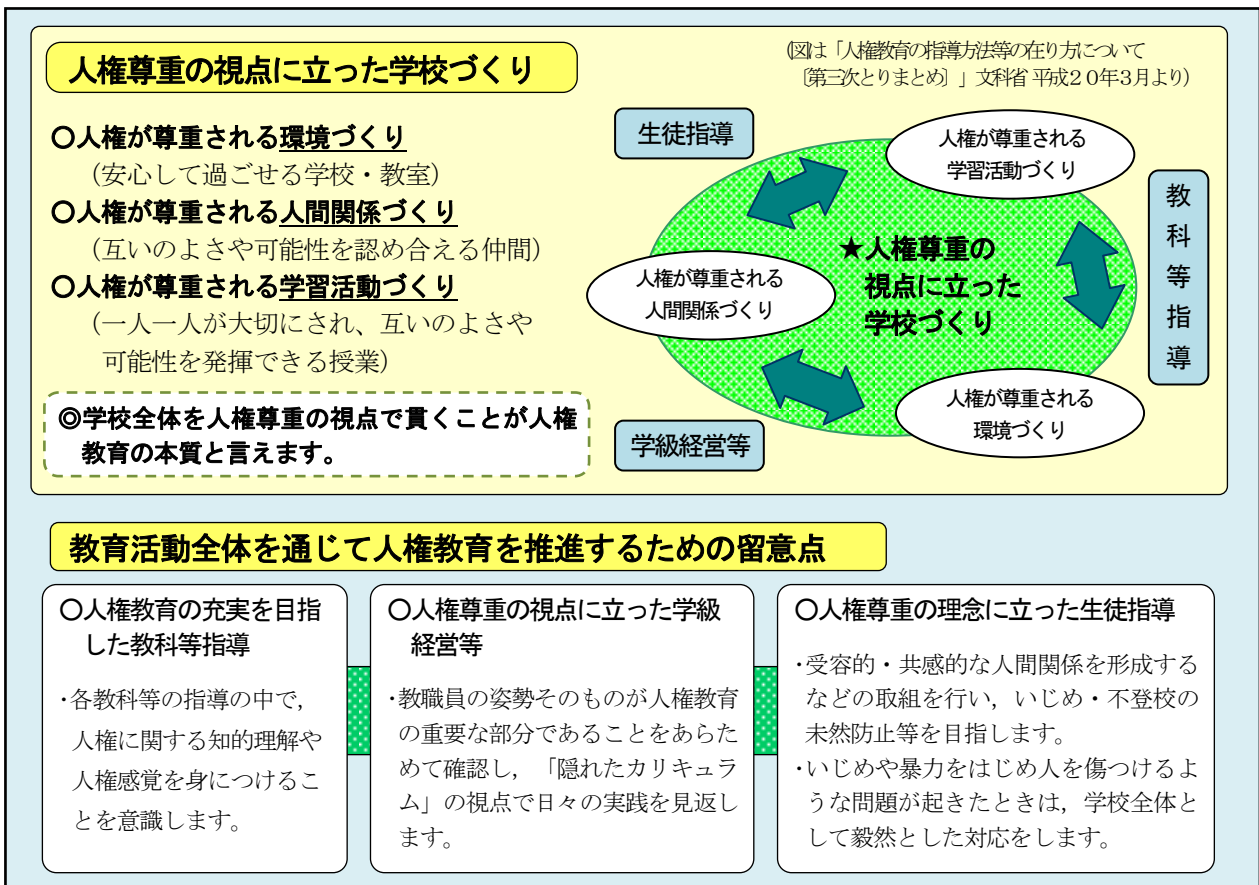 人権尊重の視点に立った学校づくり
(図は「人権教育の指導方法等の在り方について
〔第三次とりまとめ〕」文科省 平成20年3月より)
〇人権が尊重される環境づくり
（安心して過ごせる学校・教室）
〇人権が尊重される人間関係づくり
（互いのよさや可能性を認め合える仲間）
〇人権が尊重される学習活動づくり
（一人一人が大切にされ、互いのよさや
可能性を発揮できる授業）
◎学校全体を人権尊重の視点で貫くことが人権
教育の本質と言えます。
生徒指導
人権が尊重される
学習活動づくり
教科等指導
★人権尊重の
視点に立った
学校づくり
人権が尊重される
人間関係づくり
人権が尊重される
環境づくり
学級経営等
教育活動全体を通じて人権教育を推進するための留意点
〇人権教育の充実を目指
した教科等指導
・各教科等の指導の中で，
人権に関する知的理解や
人権感覚を身につけるこ
とを意識します。
〇人権尊重の視点に立った学級
経営等
・教職員の姿勢そのものが人権教育
の重要な部分であることをあらた
めて確認し，「隠れたカリキュラ
ム」の視点で日々の実践を見返し
ます。
〇人権尊重の理念に立った生徒指導
・受容的・共感的な人間関係を形成する
などの取組を行い，いじめ・不登校の
未然防止等を目指します。
・いじめや暴力をはじめ人を傷つけるよ
うな問題が起きたときは，学校全体と
して毅然とした対応をします。